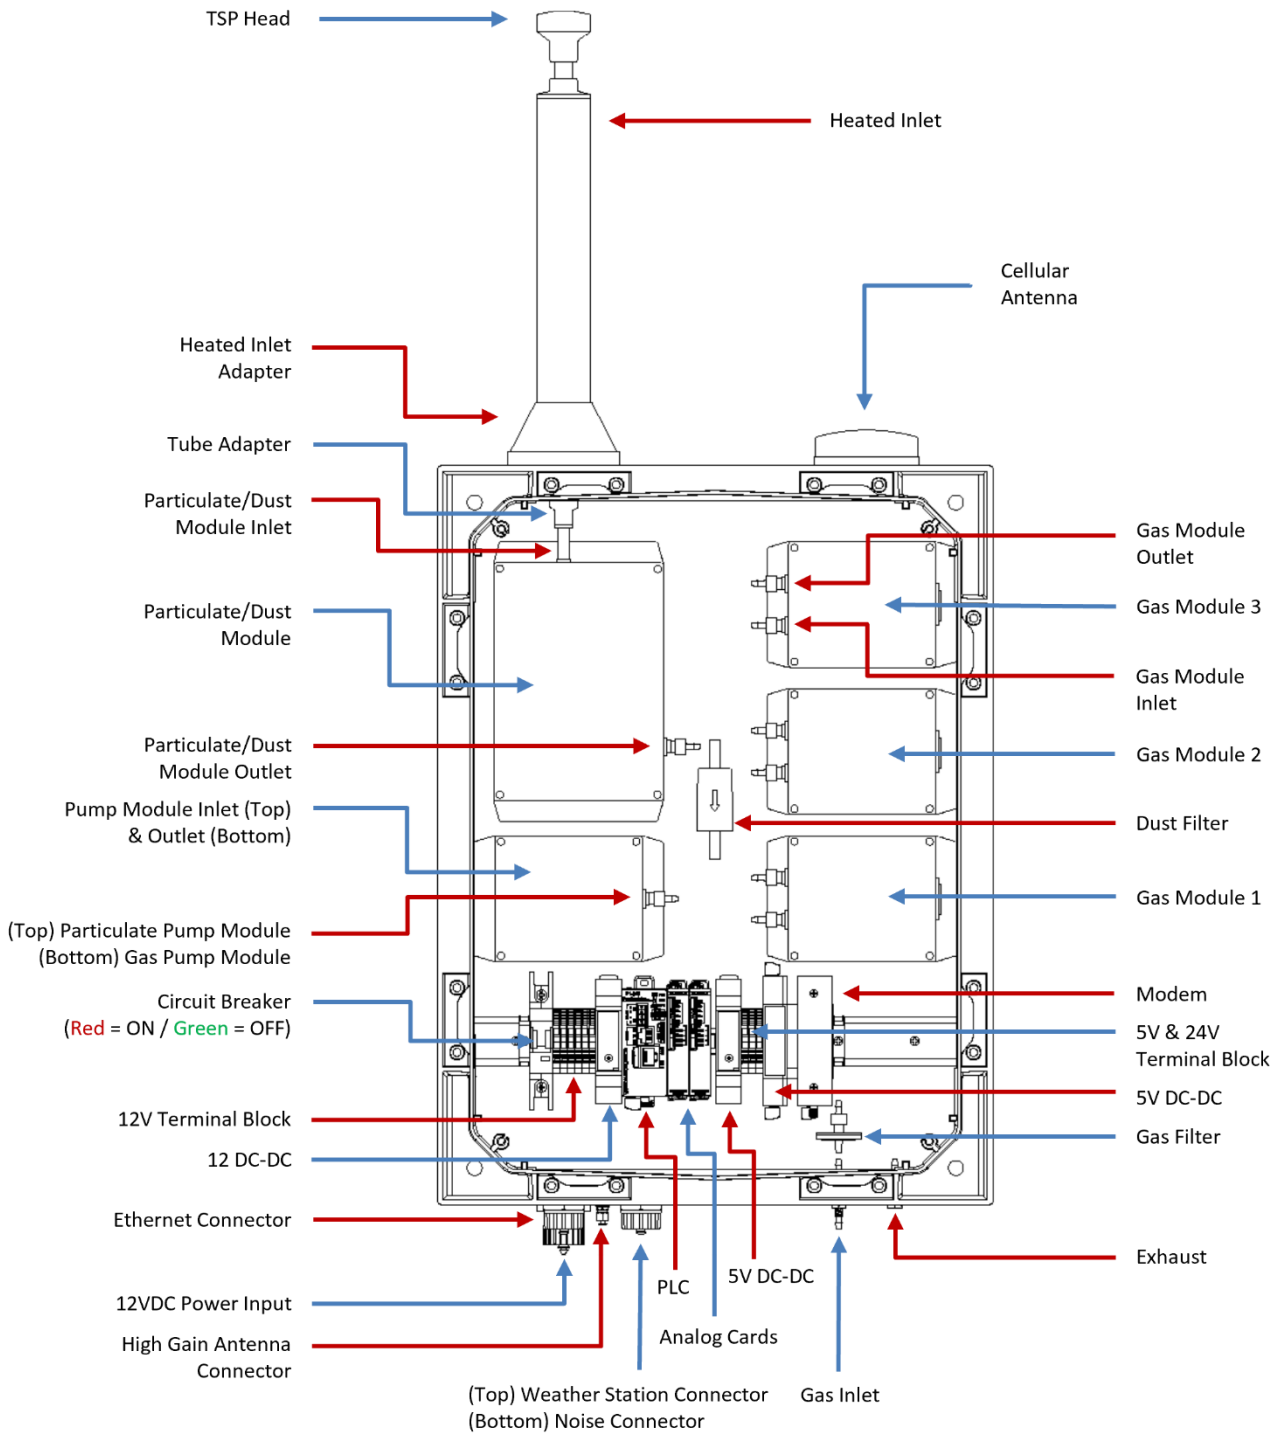 TSP Head
Heated Inlet
Cellular
Antenna
Heated Inlet
Adapter
Tube Adapter
Particulate/Dust
Module Inlet
Gas Module
Outlet
Particulate/Dust
Module
Gas Module 3
Gas Module
Inlet
Particulate/Dust
Module Outlet
Gas Module 2
Pump Module Inlet (Top)
& Outlet (Bottom)
Dust Filter
Gas Module 1
(Top) Particulate Pump Module
(Bottom) Gas Pump Module
Circuit Breaker
(Red = ON / Green = OFF)
Modem
5V & 24V
Terminal Block
12V Terminal Block
5V DC-DC
12 DC-DC
Gas Filter
Ethernet Connector
Exhaust
12VDC Power Input
PLC
5V DC-DC
High Gain Antenna
Connector
Analog Cards
(Top) Weather Station Connector
(Bottom) Noise Connector
Gas Inlet